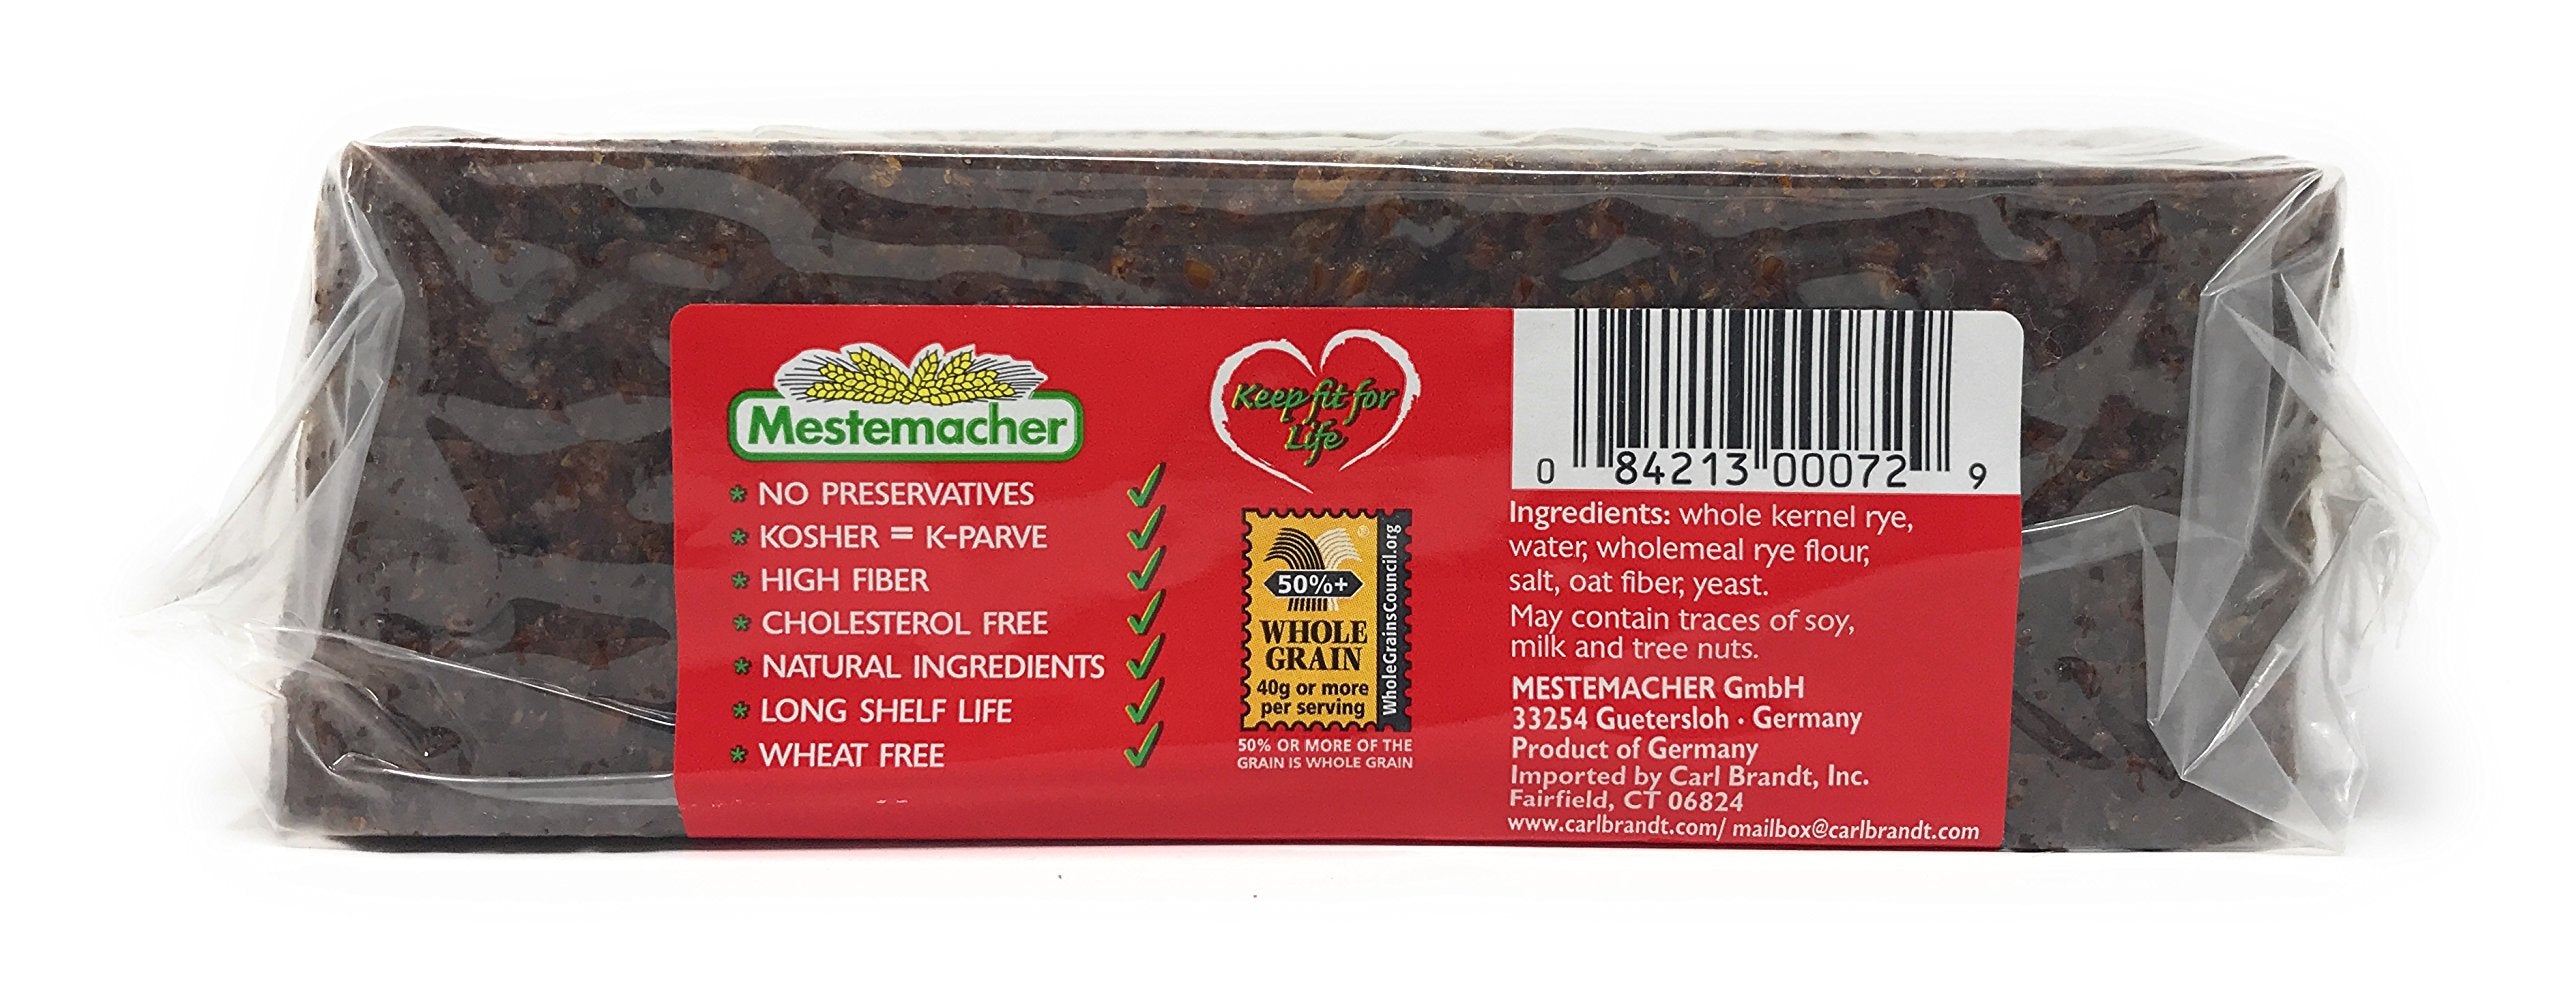 Mestemacher
* NO PRESERVATIVES ✓
* KOSHER = K-PARVE ✓
* HIGH FIBER ✓
* CHOLESTEROL FREE ✓
* NATURAL INGREDIENTS ✓
* LONG SHELF LIFE ✓
* WHEAT FREE ✓
Keep fit for
Life
50%+
WHOLE
GRAIN
40g or more
per serving
WholeGrainsCouncil.org
®
50% OR MORE OF THE
GRAIN IS WHOLE GRAIN
0 84213 00072 9
Ingredients: whole kernel rye,
water, wholemeal rye flour,
salt, oat fiber, yeast.
May contain traces of soy,
milk and tree nuts.
MESTEMACHER GmbH
33254 Guetersloh · Germany
Product of Germany
Imported by Carl Brandt, Inc.
Fairfield, CT 06824
www.carlbrandt.com/ mailbox@carlbrandt.com